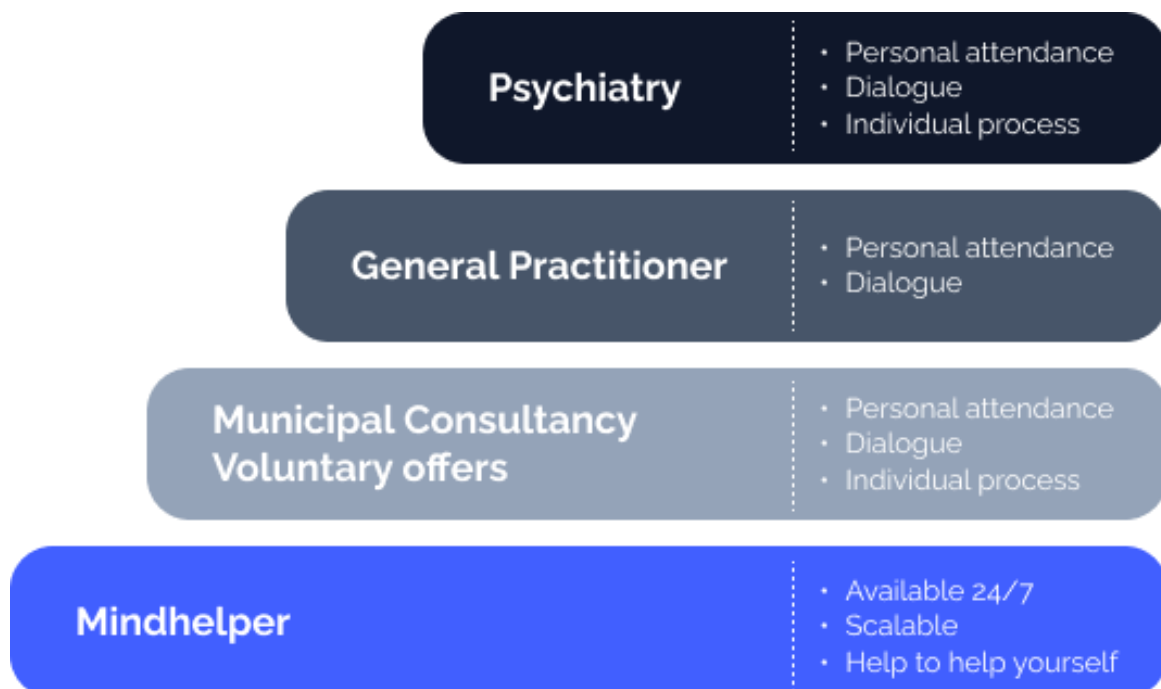 Psychiatry
• Personal attendance
• Dialogue
• Individual process
General Practitioner
• Personal attendance
• Dialogue
Municipal Consultancy
Voluntary offers
• Personal attendance
• Dialogue
• Individual process
Mindhelper
• Available 24/7
• Scalable
• Help to help yourself